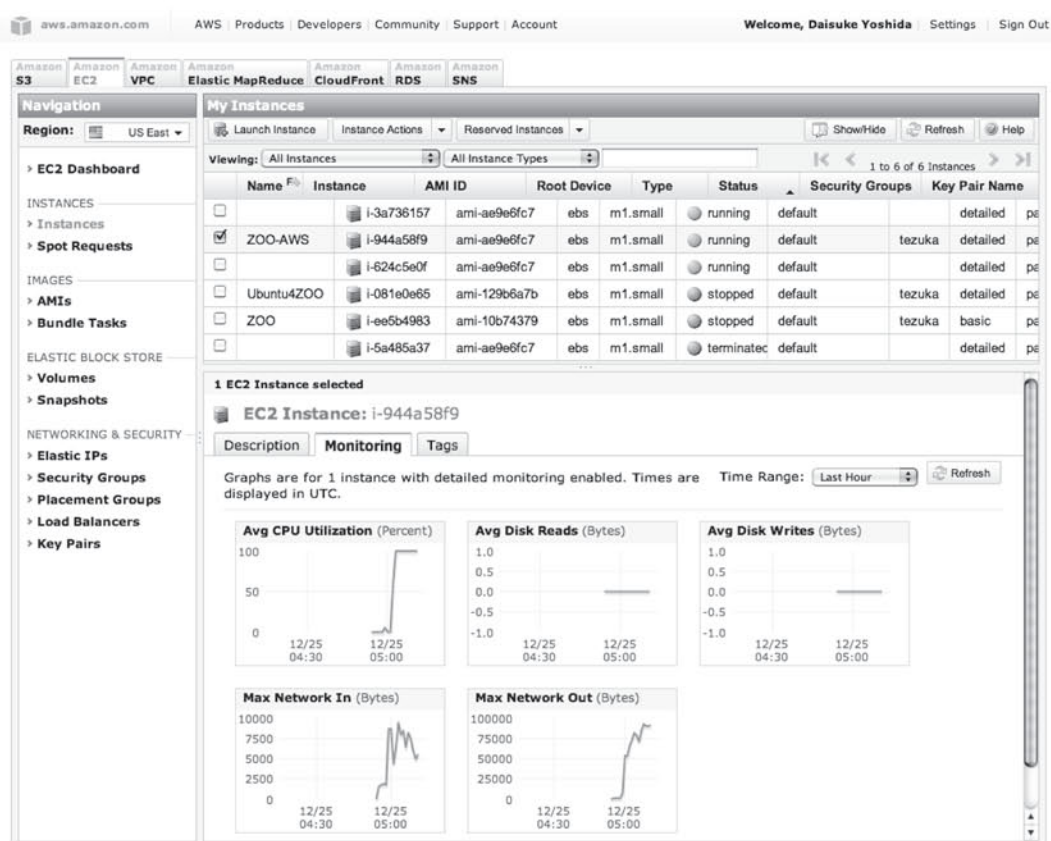 aws.amazon.com AWS Products Developers Community Support Account Welcome, Daisuke Yoshida Settings Sign Out
Amazon S3 Amazon EC2 Amazon VPC Amazon Elastic MapReduce Amazon CloudFront Amazon RDS Amazon SNS
Navigation
Region: US East
EC2 Dashboard
INSTANCES
Instances
Spot Requests
IMAGES
AMIs
Bundle Tasks
ELASTIC BLOCK STORE
Volumes
Snapshots
NETWORKING & SECURITY
Elastic IPs
Security Groups
Placement Groups
Load Balancers
Key Pairs
My Instances
Launch Instance Instance Actions Reserved Instances Show/Hide Refresh Help
Viewing: All Instances All Instance Types 1 to 6 of 6 Instances
Name Instance AMI ID Root Device Type Status Security Groups Key Pair Name
i-3a736157 ami-ae9e6fc7 ebs m1.small running default detailed pa
ZOO-AWS i-944a58f9 ami-ae9e6fc7 ebs m1.small running default tezuka detailed pa
i-624c5e0f ami-ae9e6fc7 ebs m1.small running default detailed pa
Ubuntu4ZOO i-081e0e65 ami-129b6a7b ebs m1.small stopped default tezuka detailed pa
ZOO i-ee5b4983 ami-10b74379 ebs m1.small stopped default tezuka basic pa
i-5a485a37 ami-ae9e6fc7 ebs m1.small terminated default detailed pa
1 EC2 Instance selected
EC2 Instance: i-944a58f9
Description Monitoring Tags
Graphs are for 1 instance with detailed monitoring enabled. Times are
displayed in UTC.
Time Range: Last Hour Refresh
Avg CPU Utilization (Percent)
100
50
0
12/25 12/25
04:30 05:00
Avg Disk Reads (Bytes)
1.0
0.5
0.0
-0.5
-1.0
12/25 12/25
04:30 05:00
Avg Disk Writes (Bytes)
1.0
0.5
0.0
-0.5
-1.0
12/25 12/25
04:30 05:00
Max Network In (Bytes)
10000
7500
5000
2500
0
12/25 12/25
04:30 05:00
Max Network Out (Bytes)
100000
75000
50000
25000
0
12/25 12/25
04:30 05:00